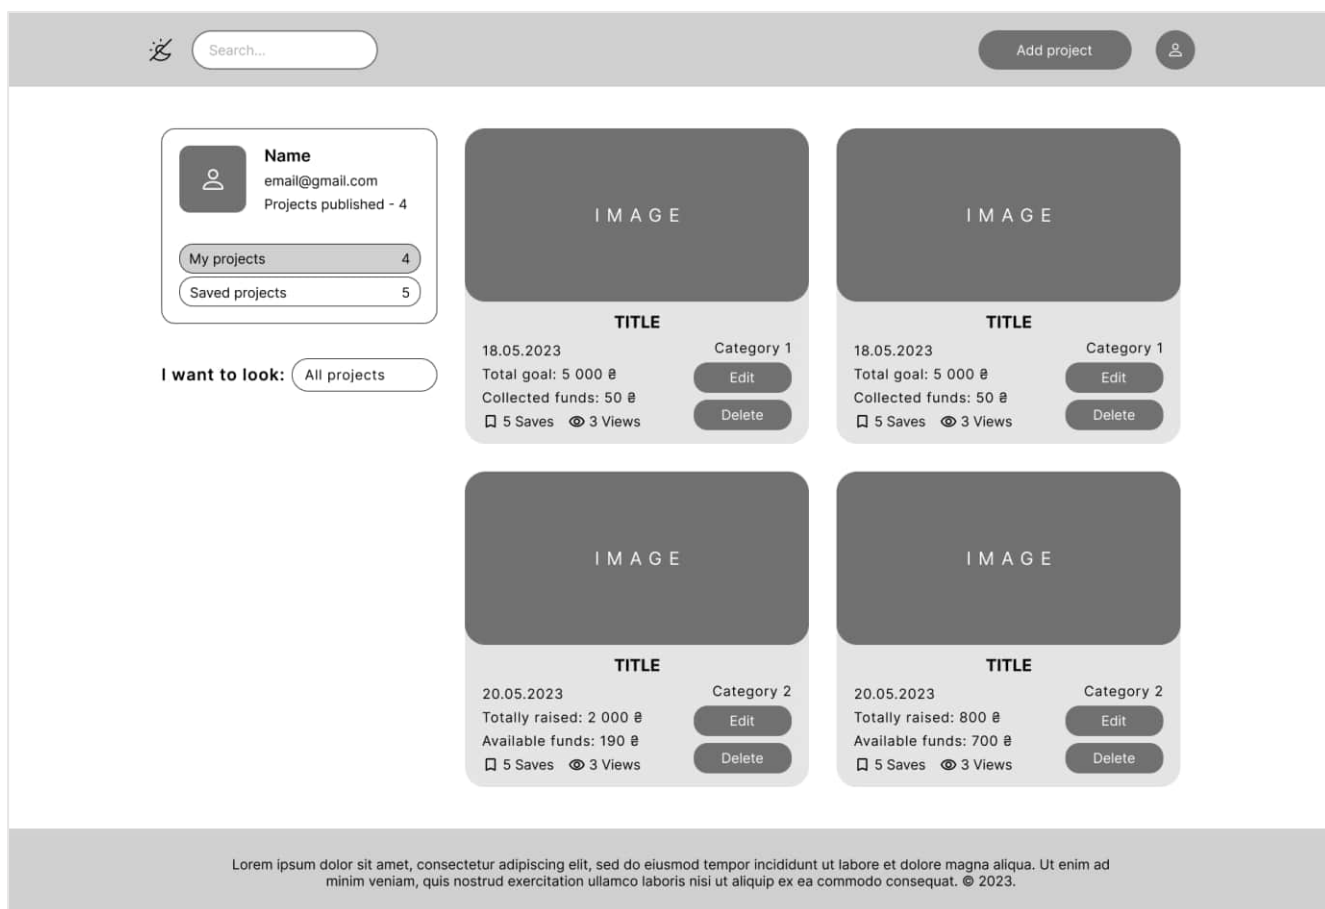 Search...
Add project
Name
email@gmail.com
Projects published - 4
My projects 4
Saved projects 5
I want to look: All projects
IMAGE
TITLE
18.05.2023
Category 1
Total goal: 5 000 ₴
Edit
Collected funds: 50 ₴
Delete
5 Saves 3 Views
IMAGE
TITLE
18.05.2023
Category 1
Total goal: 5 000 ₴
Edit
Collected funds: 50 ₴
Delete
5 Saves 3 Views
IMAGE
TITLE
20.05.2023
Category 2
Totally raised: 2 000 ₴
Edit
Available funds: 190 ₴
Delete
5 Saves 3 Views
IMAGE
TITLE
20.05.2023
Category 2
Totally raised: 800 ₴
Edit
Available funds: 700 ₴
Delete
5 Saves 3 Views
Lorem ipsum dolor sit amet, consectetur adipiscing elit, sed do eiusmod tempor incididunt ut labore et dolore magna aliqua. Ut enim ad
minim veniam, quis nostrud exercitation ullamco laboris nisi ut aliquip ex ea commodo consequat. © 2023.